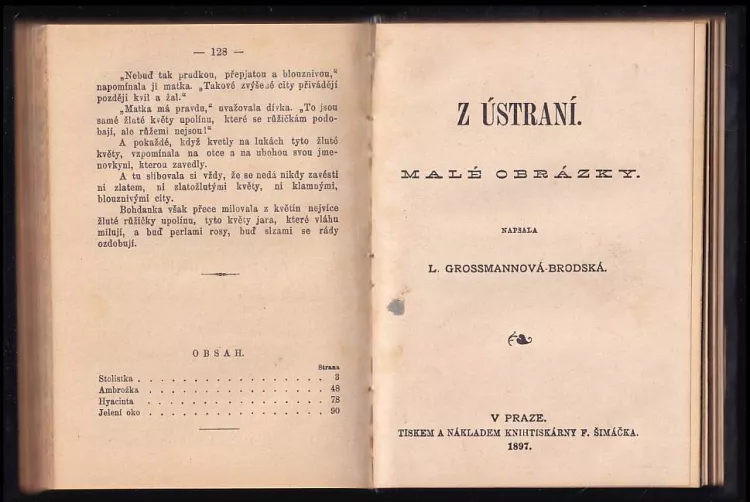 — 128 —
„Nebuď tak prudkou, přepjatou a blouznivou,“
napomínala ji matka. „Takové zvýšené city přivádějí
později kvil a žal.“
„Matka má pravdu,“ uvažovala dívka. „To jsou
samé žluté květy upolínu, které se růžičkám podo-
bají, ale růžemi nejsou!“
A pokaždé, když kvetly na lukách tyto žluté
květy, vzpomínala na otce a na ubohou svou jme-
novkyni, kterou zavedly.
A tu slibovala si vždy, že se nedá nikdy zavésti
ni zlatem, ni zlatožlutými květy, ni klamnými,
blouznivými city.
Bohdanka však přece milovala z květin nejvíce
žluté růžičky upolínu, tyto květy jara, které vláhu
milují, a buď perlami rosy, buď slzami se rády
ozdobují.
OBSAH.
Strana
Stolistka . . . . . . . . . . . . . . . . . 3
Ambrožka . . . . . . . . . . . . . . . . 48
Hyacinta . . . . . . . . . . . . . . . . 78
Jelení oko . . . . . . . . . . . . . . . 90
Z ÚSTRANÍ.
MALÉ OBRÁZKY.
NAPSALA
L. GROSSMANNOVÁ-BRODSKÁ.
V PRAZE.
TISKEM A NÁKLADEM KNIHTISKÁRNY F. ŠIMÁČKA.
1897.